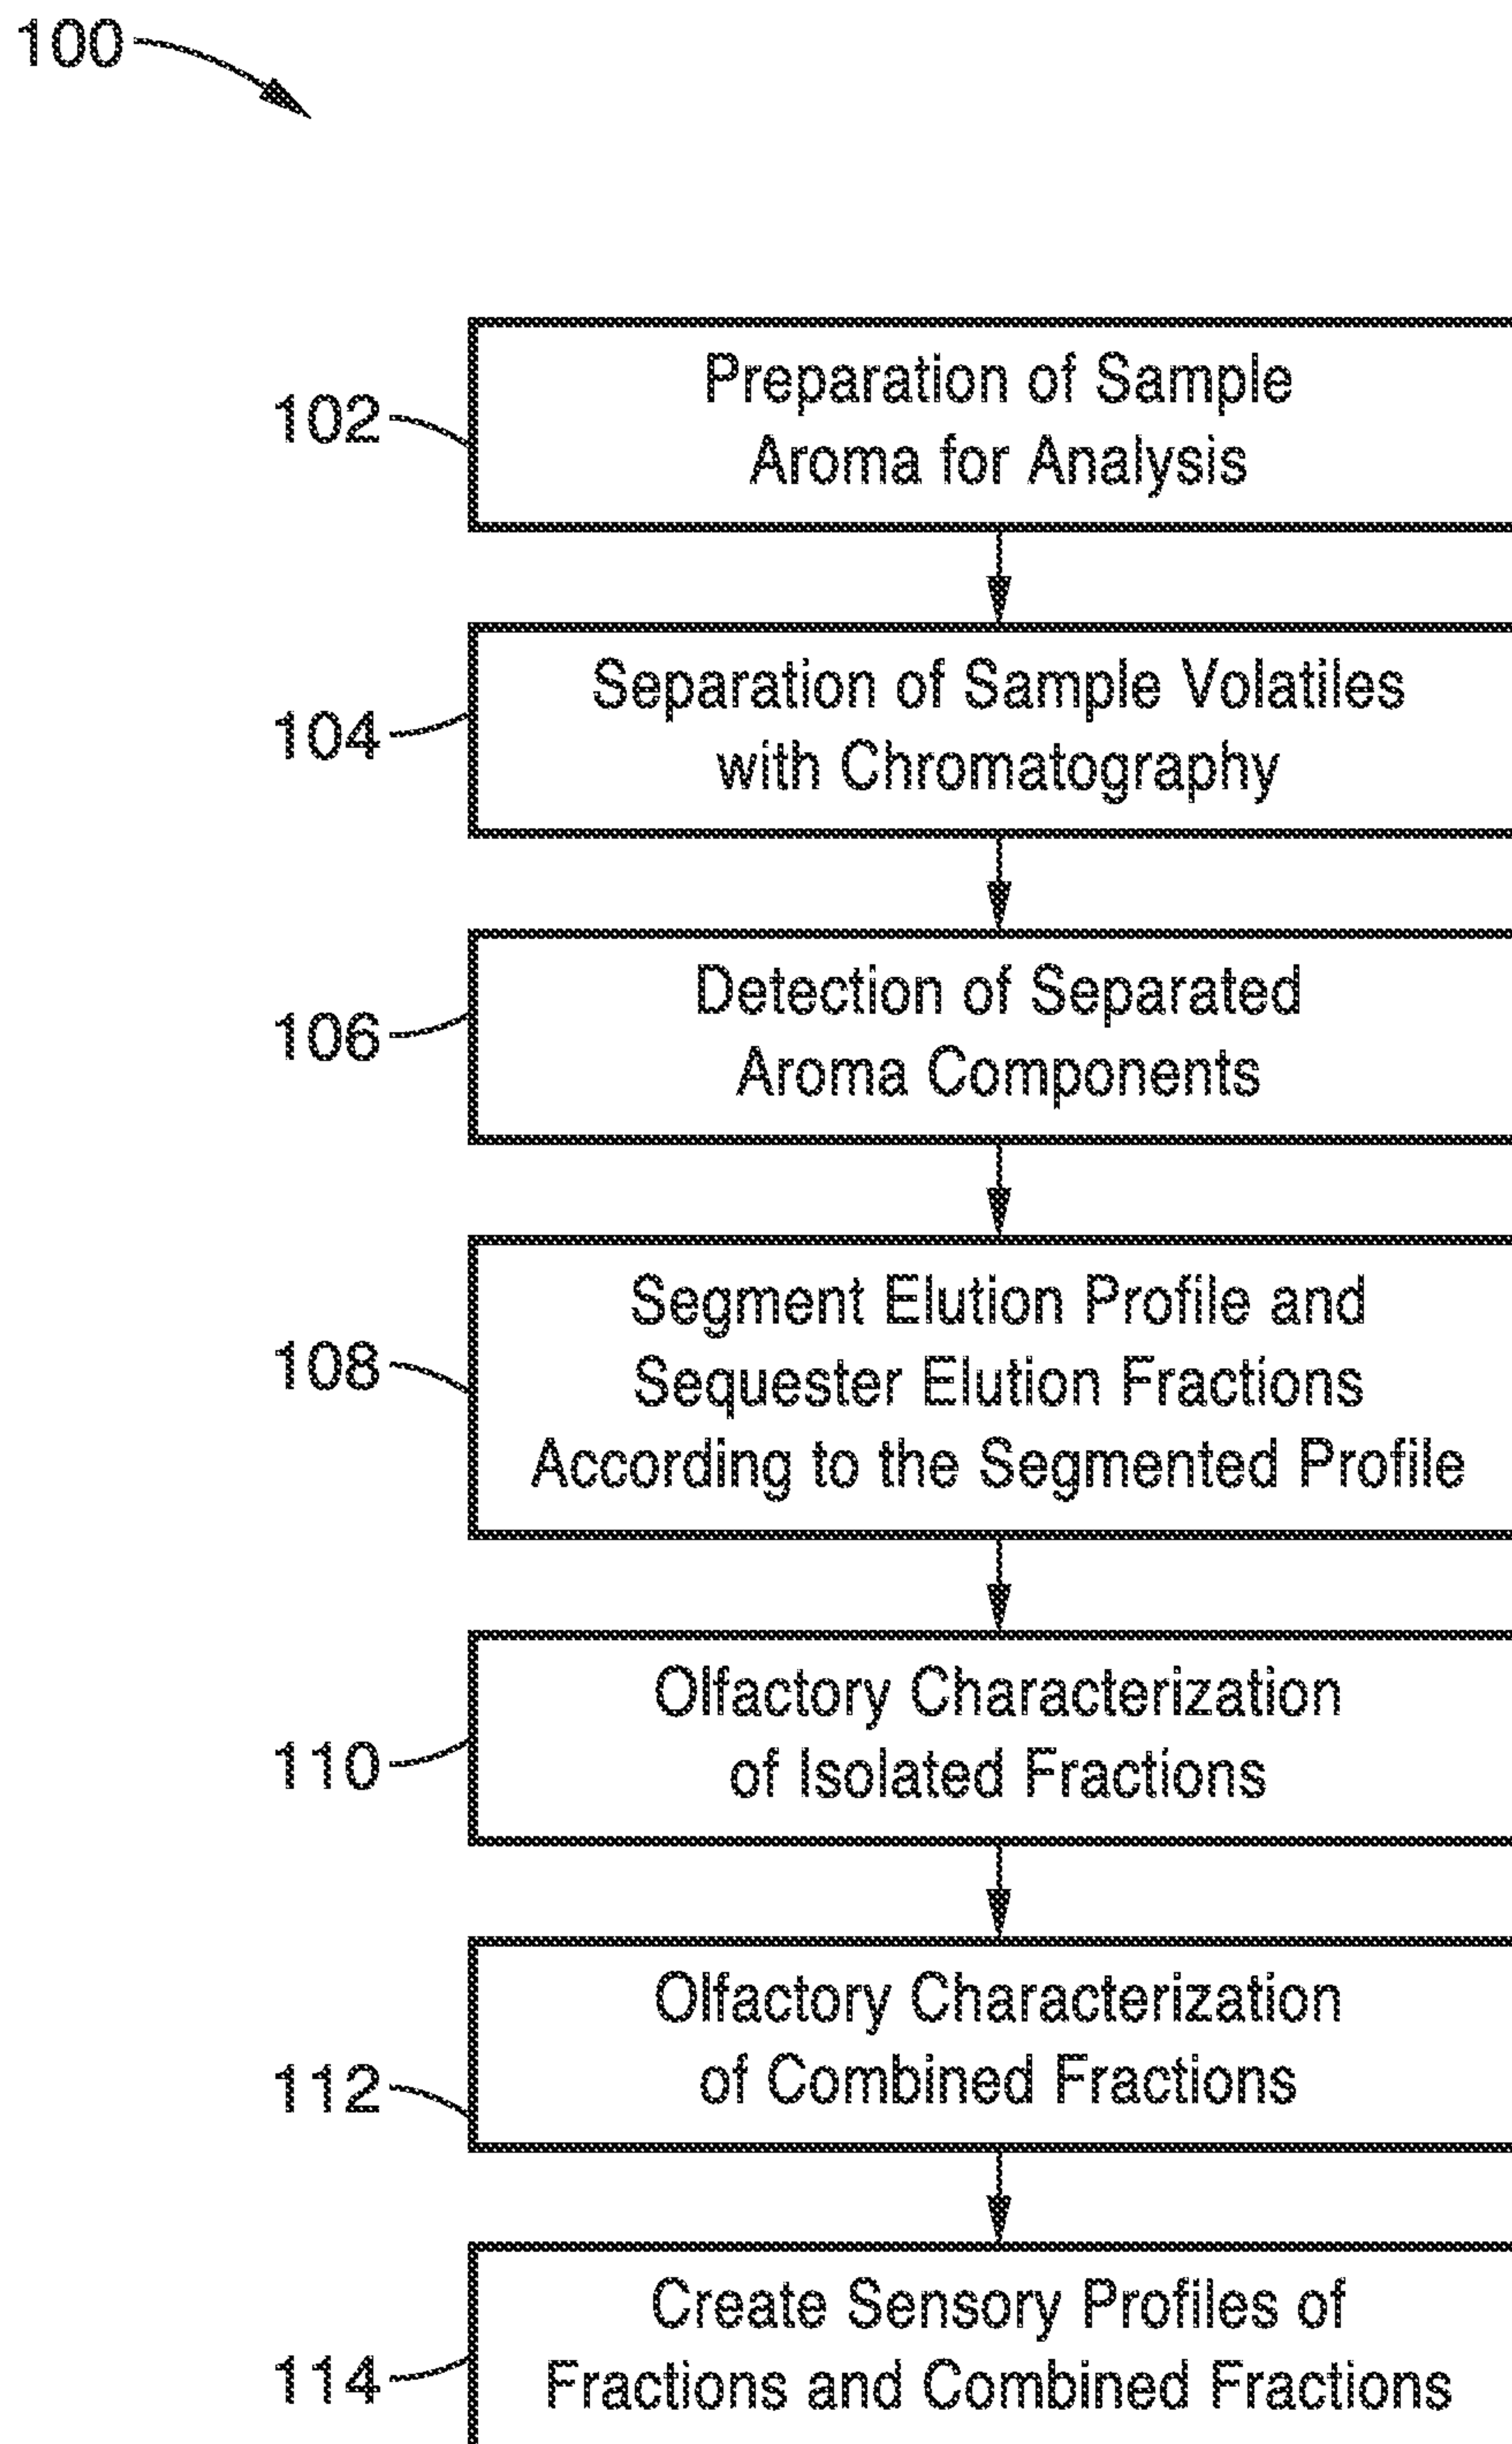 100
102
Preparation of Sample
Aroma for Analysis
104
Separation of Sample Volatiles
with Chromatography
106
Detection of Separated
Aroma Components
108
Segment Elution Profile and
Sequester Elution Fractions
According to the Segmented Profile
110
Olfactory Characterization
of Isolated Fractions
112
Olfactory Characterization
of Combined Fractions
114
Create Sensory Profiles of
Fractions and Combined Fractions